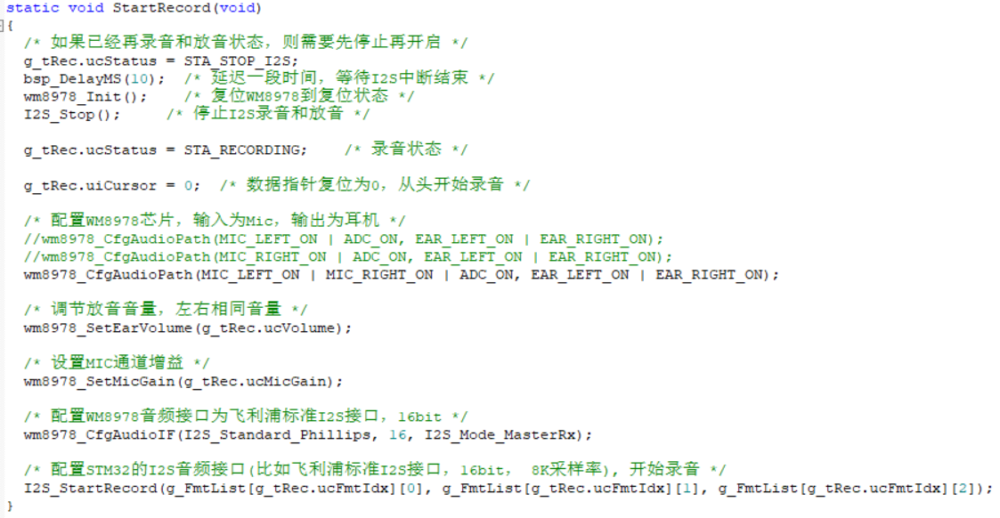 static void StartRecord(void)
{
/* 如果已经再录音和放音状态，则需要先停止再开启 */
g_tRec.ucStatus = STA_STOP_I2S;
bsp_DelayMS(10); /* 延迟一段时间，等待I2S中断结束 */
wm8978_Init(); /* 复位WM8978到复位状态 */
I2S_Stop(); /* 停止I2S录音和放音 */
g_tRec.ucStatus = STA_RECORDING; /* 录音状态 */
g_tRec.uiCursor = 0; /* 数据指针复位为0，从头开始录音 */
/* 配置WM8978芯片，输入为Mic，输出为耳机 */
//wm8978_CfgAudioPath(MIC_LEFT_ON | ADC_ON, EAR_LEFT_ON | EAR_RIGHT_ON);
//wm8978_CfgAudioPath(MIC_RIGHT_ON | ADC_ON, EAR_LEFT_ON | EAR_RIGHT_ON);
wm8978_CfgAudioPath(MIC_LEFT_ON | MIC_RIGHT_ON | ADC_ON, EAR_LEFT_ON | EAR_RIGHT_ON);
/* 调节放音音量，左右相同音量 */
wm8978_SetEarVolume(g_tRec.ucVolume);
/* 设置MIC通道增益 */
wm8978_SetMicGain(g_tRec.ucMicGain);
/* 配置WM8978音频接口为飞利浦标准I2S接口，16bit */
wm8978_CfgAudioIF(I2S_Standard_Phillips, 16, I2S_Mode_MasterRx);
/* 配置STM32的I2S音频接口(比如飞利浦标准I2S接口，16bit， 8K采样率)，开始录音 */
I2S_StartRecord(g_FmtList[g_tRec.ucFmtIdx][0], g_FmtList[g_tRec.ucFmtIdx][1], g_FmtList[g_tRec.ucFmtIdx][2]);
}